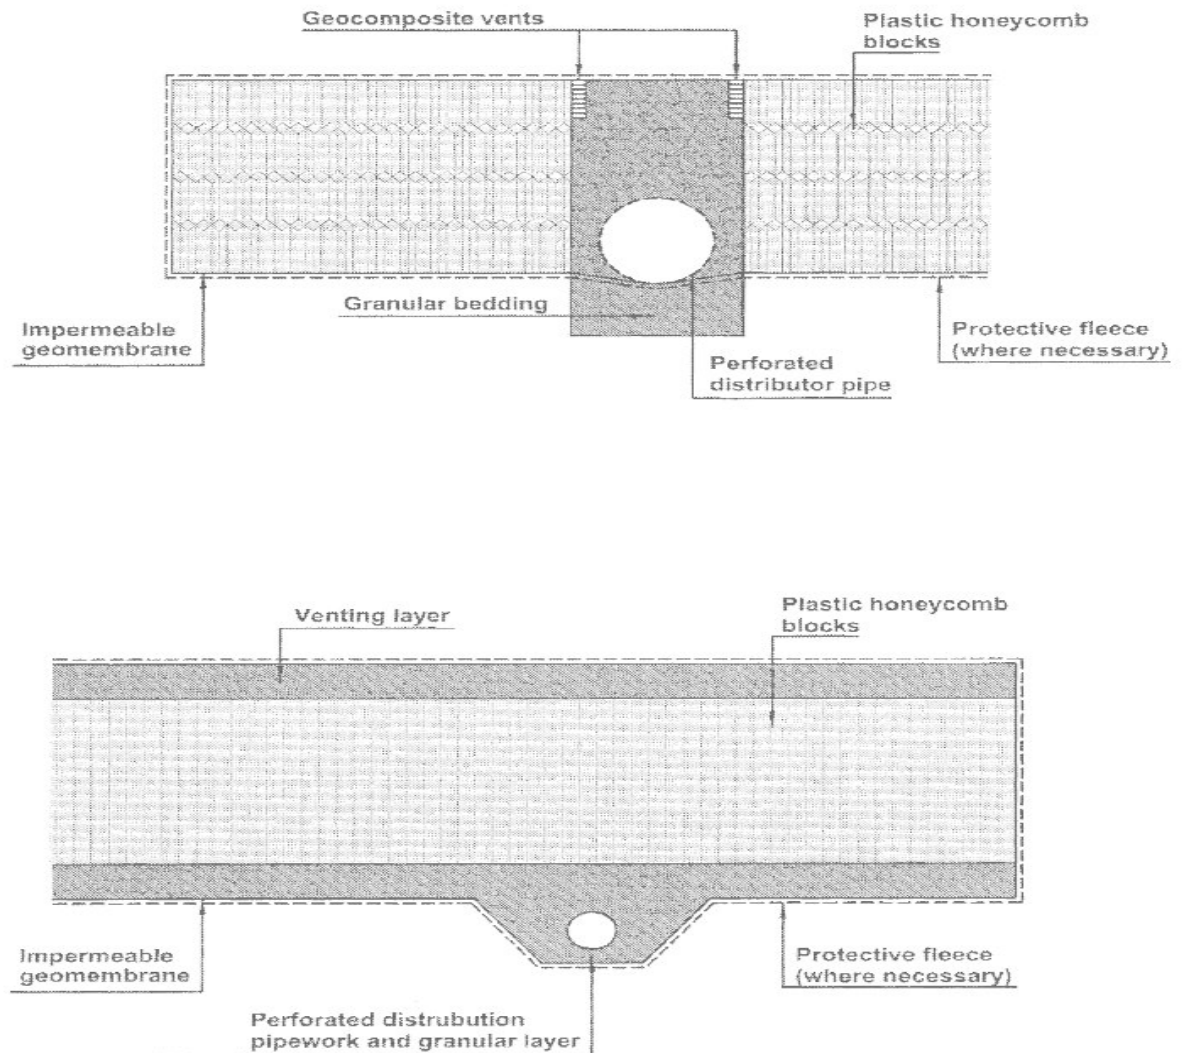 Geocomposite vents
Plastic honeycomb
blocks
Granular bedding
Impermeable
geomembrane
Perforated
distributor pipe
Protective fleece
(where necessary)
Venting layer
Plastic honeycomb
blocks
Impermeable
geomembrane
Protective fleece
(where necessary)
Perforated distrubution
pipework and granular layer